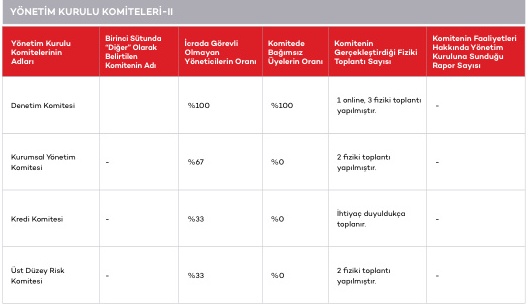 YÖNETİM KURULU KOMİTELERİ-II
Yönetim Kurulu
Komitelerinin
Adları
Birinci Sütunda
“Diğer” Olarak
Belirtilen
Komitenin Adı
İcrada Görevli
Olmayan
Yöneticilerin Oranı
Komitede
Bağımsız
Üyelerin Oranı
Komitenin
Gerçekleştirdiği Fiziki
Toplantı Sayısı
Komitenin Faaliyetleri
Hakkında Yönetim
Kuruluna Sunduğu
Rapor Sayısı
Denetim Komitesi
%100
%100
1 online, 3 fiziki toplantı
yapılmıştır.
-
Kurumsal Yönetim
Komitesi
-
%67
%0
2 fiziki toplantı
yapılmıştır.
-
Kredi Komitesi
-
%33
%0
İhtiyaç duyuldukça
toplanır.
-
Üst Düzey Risk
Komitesi
-
%33
%0
2 fiziki toplantı
yapılmıştır.
-